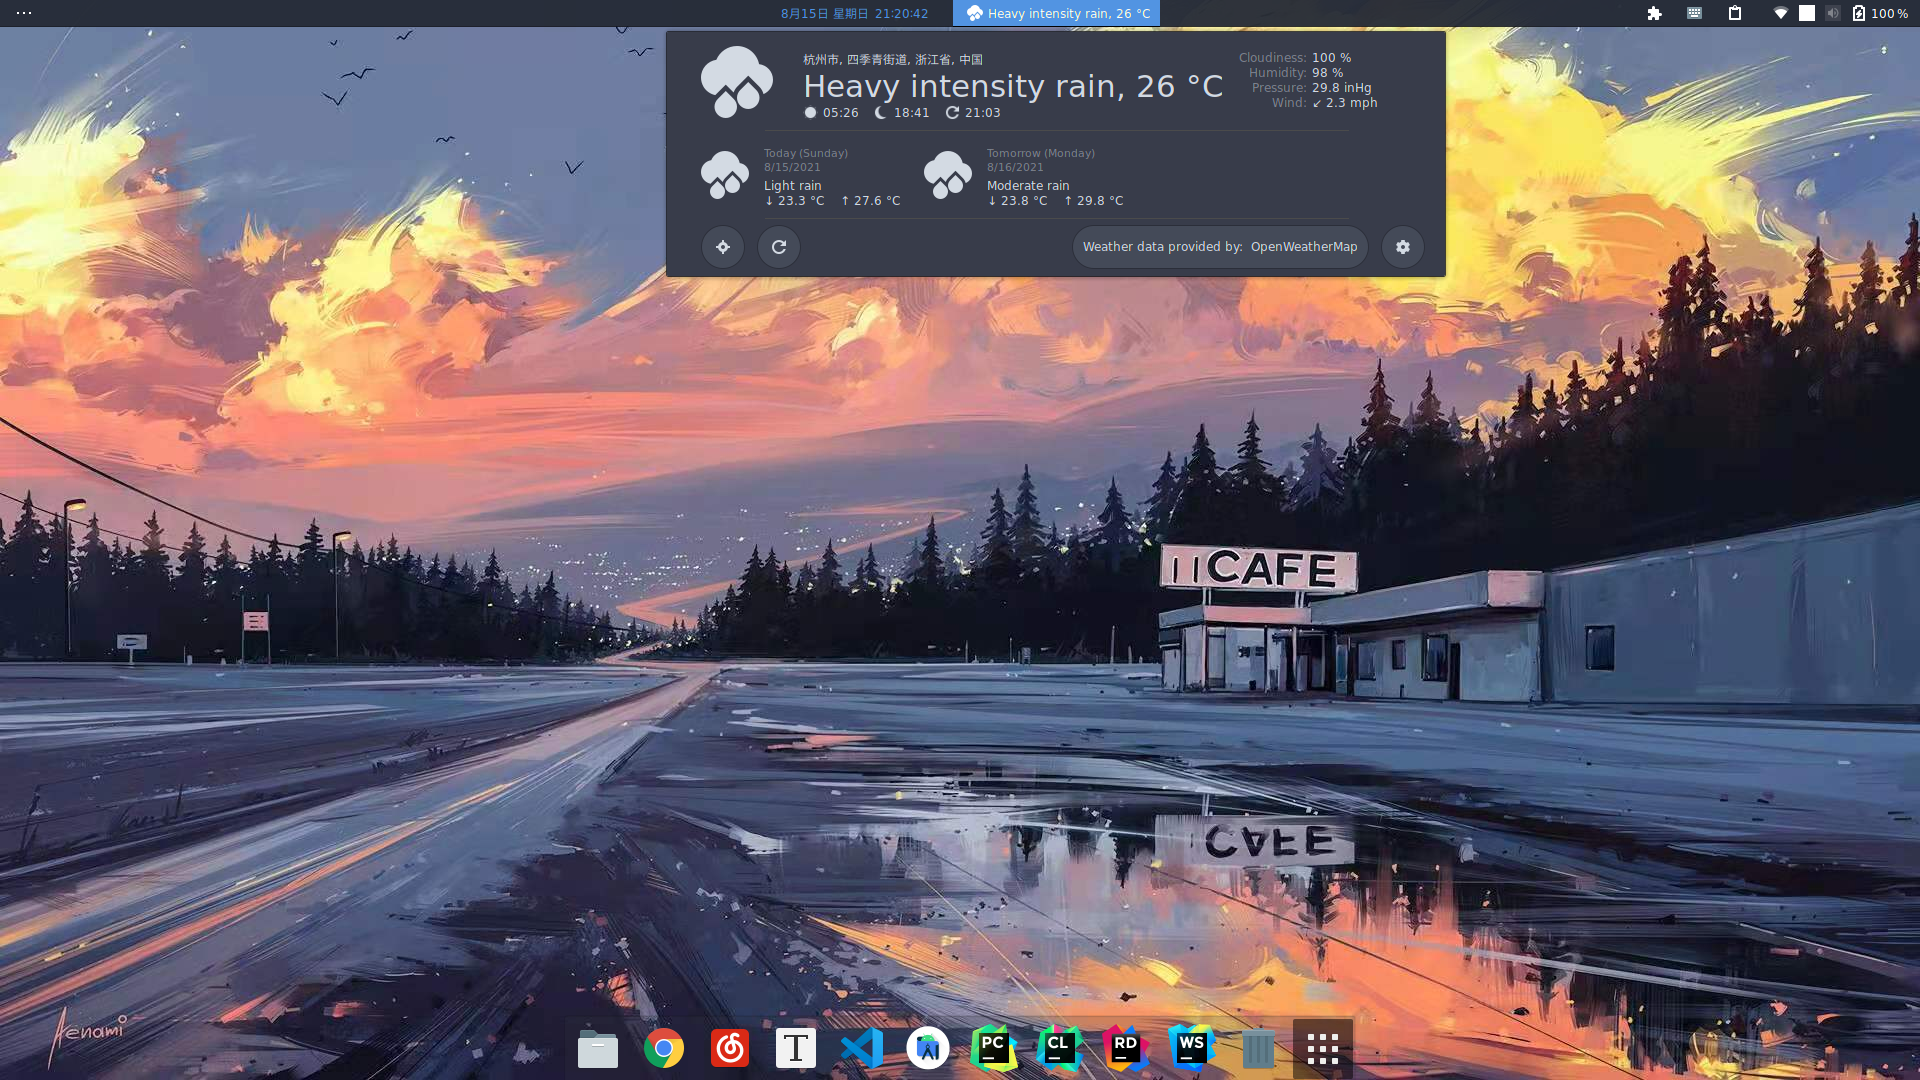 8月15日 星期日 21:20:42
Heavy intensity rain, 26 °C
100 %
杭州市, 四季青街道, 浙江省, 中国
Heavy intensity rain, 26 °C
05:26 18:41 21:03
Cloudiness: 100 %
Humidity: 98 %
Pressure: 29.8 inHg
Wind: ↙ 2.3 mph
Today (Sunday)
8/15/2021
Light rain
↓ 23.3 °C ↑ 27.6 °C
Tomorrow (Monday)
8/16/2021
Moderate rain
↓ 23.8 °C ↑ 29.8 °C
Weather data provided by: OpenWeatherMap
CAFE
CAFE
Aenami
T
PC
CL
RD
WS